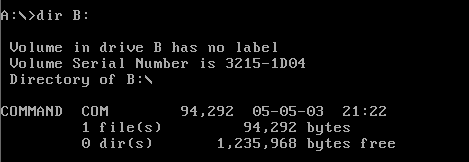 A:\>dir B:
Volume in drive B has no label
Volume Serial Number is 3215-1D04
Directory of B:\
COMMAND COM 94,292 05-05-03 21:22
1 file(s) 94,292 bytes
0 dir(s) 1,235,968 bytes free